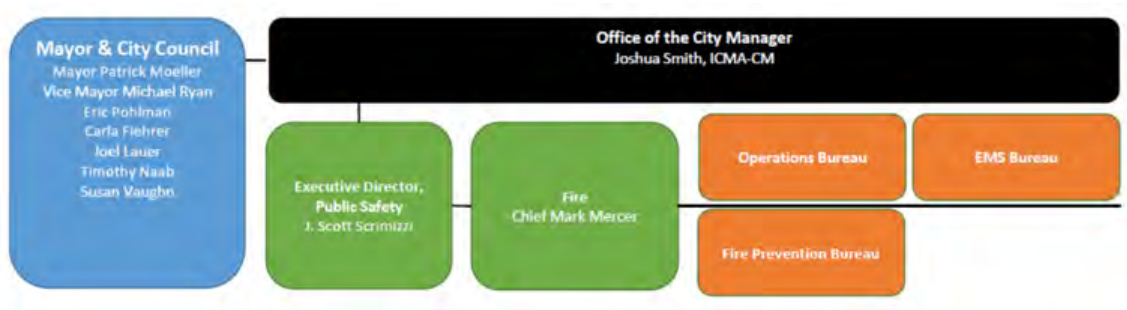 Mayor & City Council
Mayor Patrick Moeller
Vice Mayor Michael Ryan
Eric Pohlman
Carla Fiehrer
Joel Lauer
Timothy Naab
Susan Vaughn
Office of the City Manager
Joshua Smith, ICMA-CM
Executive Director,
Public Safety
J. Scott Scrimizzi
Fire
Chief Mark Mercer
Operations Bureau
EMS Bureau
Fire Prevention Bureau